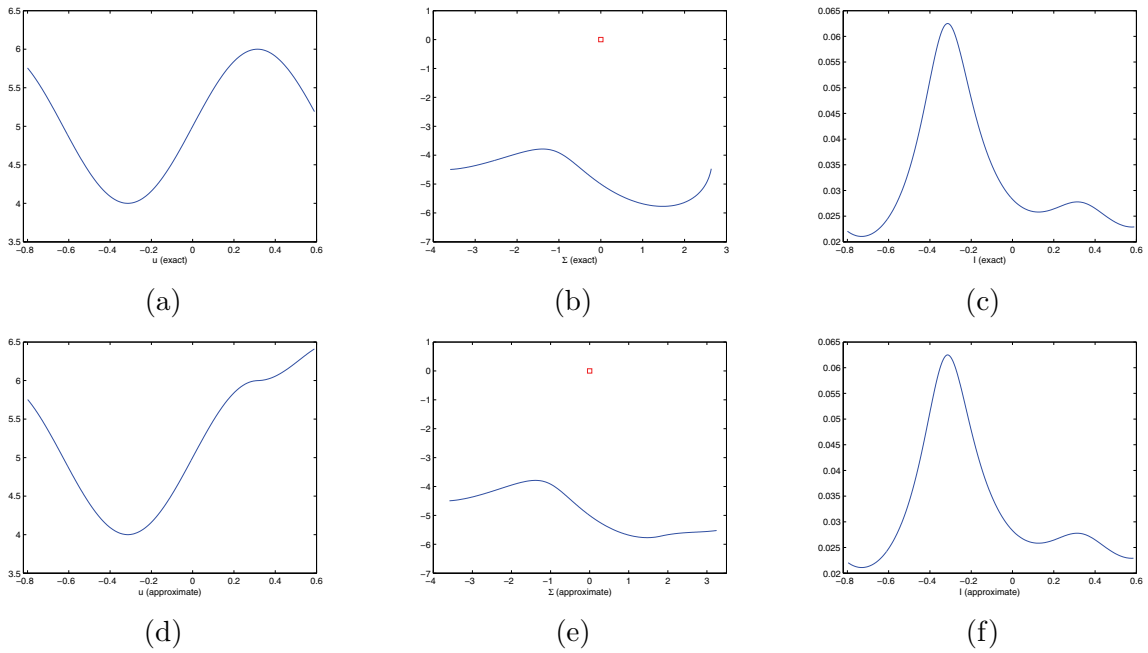 6.5
6
5.5
5
4.5
4
3.5
−0.8 −0.6 −0.4 −0.2 0 0.2 0.4 0.6
u (exact)
(a)
1
0
−1
−2
−3
−4
−5
−6
−7
−4 −3 −2 −1 0 1 2 3
Σ (exact)
(b)
0.065
0.06
0.055
0.05
0.045
0.04
0.035
0.03
0.025
0.02
−0.8 −0.6 −0.4 −0.2 0 0.2 0.4 0.6
I (exact)
(c)
6.5
6
5.5
5
4.5
4
3.5
−0.8 −0.6 −0.4 −0.2 0 0.2 0.4 0.6
u (approximate)
(d)
1
0
−1
−2
−3
−4
−5
−6
−7
−4 −3 −2 −1 0 1 2 3
Σ (approximate)
(e)
0.065
0.06
0.055
0.05
0.045
0.04
0.035
0.03
0.025
0.02
−0.8 −0.6 −0.4 −0.2 0 0.2 0.4 0.6
I (approximate)
(f)